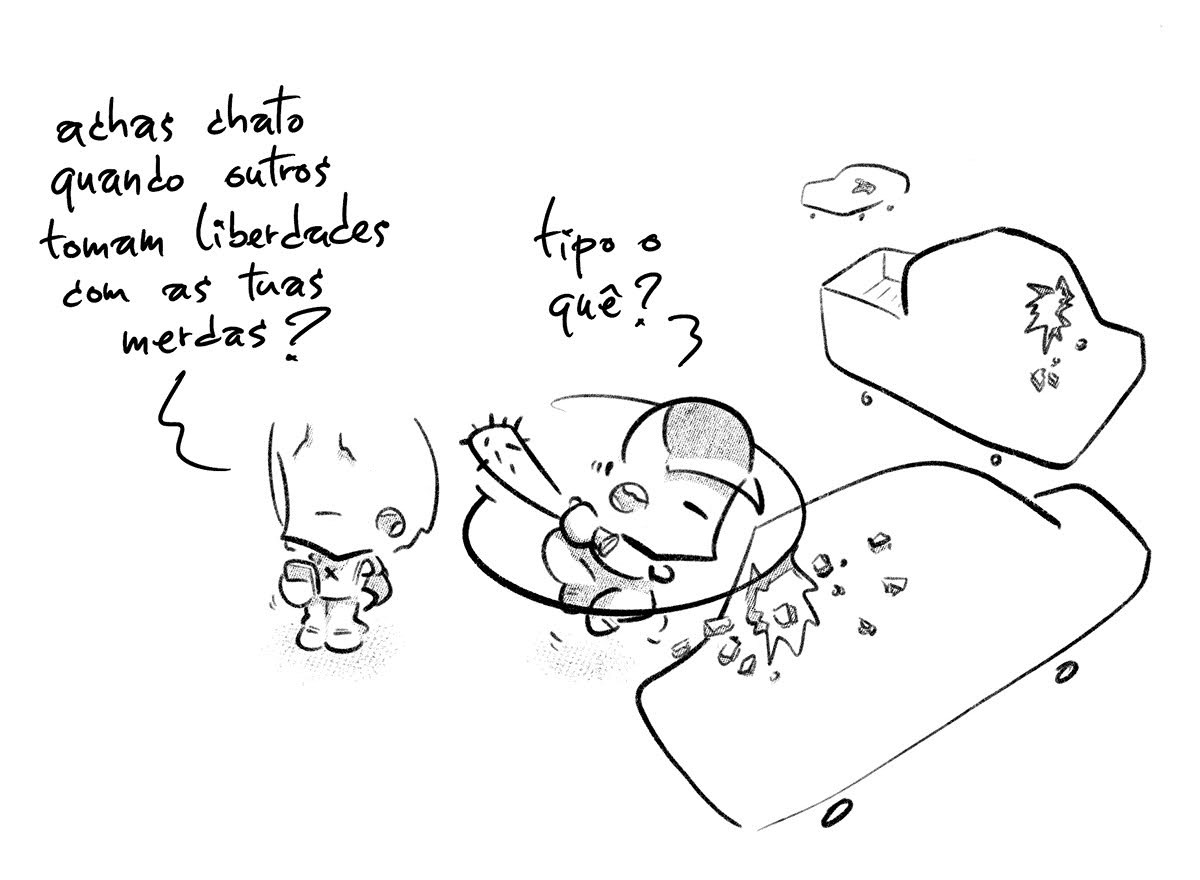 achas chato
quando outros
tomam liberdades
com as tuas
merdas?
tipo o
quê?